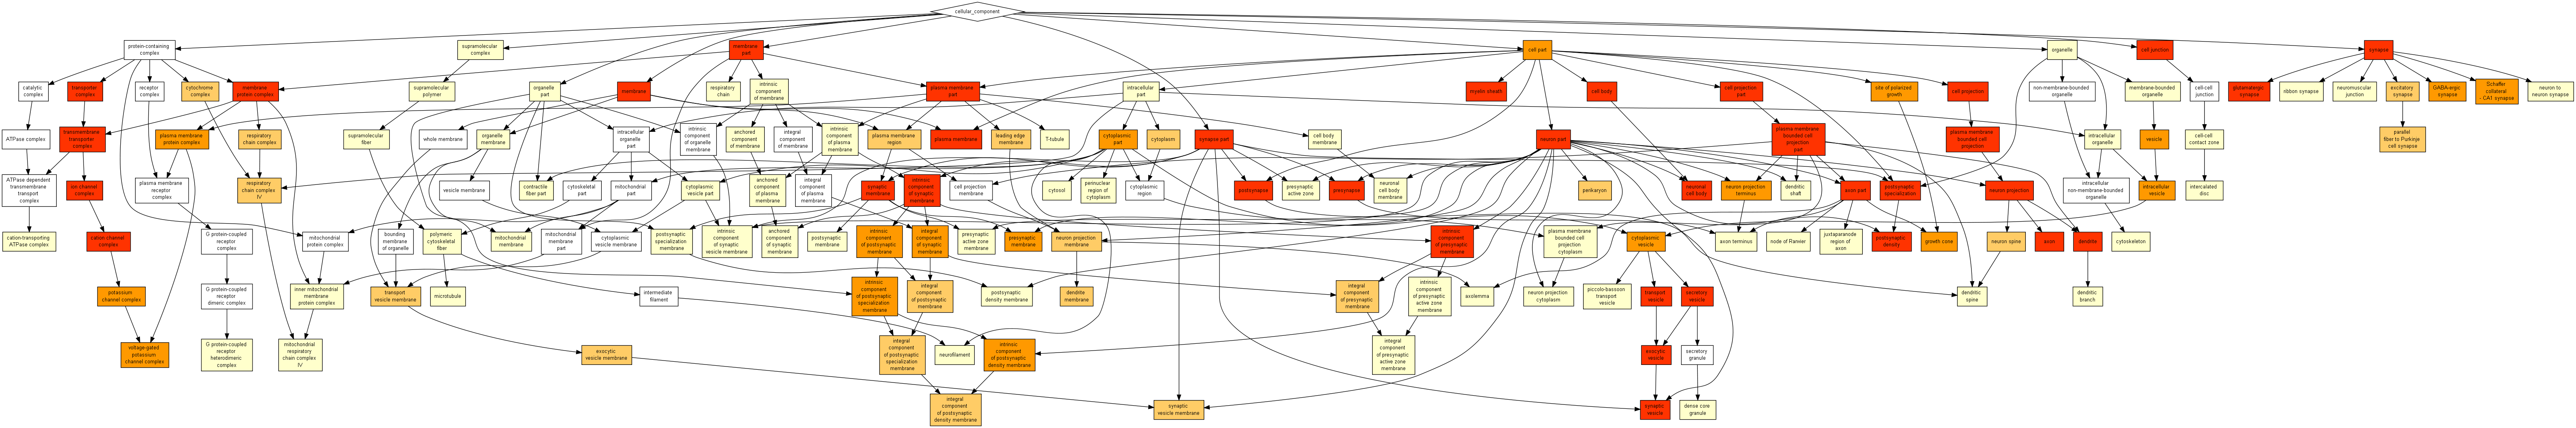 cellular_component
protein-containing
complex
supramolecular
complex
membrane
part
cell part
organelle
cell junction
synapse
catalytic
complex
transporter
complex
receptor
complex
cytochrome
complex
membrane
protein complex
supramolecular
polymer
organelle
part
membrane
respiratory
chain
intrinsic
component
of membrane
plasma membrane
part
intracellular
part
myelin sheath
cell body
cell projection
part
site of polarized
growth
cell projection
non-membrane-bounded
organelle
membrane-bounded
organelle
cell-cell
junction
glutamatergic
synapse
ribbon synapse
neuromuscular
junction
excitatory
synapse
GABA-ergic
synapse
Schaffer
collateral
- CA1 synapse
neuron to
neuron synapse
ATPase complex
transmembrane
transporter
complex
plasma membrane
protein complex
respiratory
chain complex
supramolecular
fiber
whole membrane
organelle
membrane
intracellular
organelle
part
intrinsic
component
of organelle
membrane
anchored
component
of membrane
integral
component
of membrane
intrinsic
component
of plasma
membrane
plasma membrane
region
plasma membrane
leading edge
membrane
T-tubule
cytoplasmic
part
cytoplasm
synapse part
cell body
membrane
neuron part
plasma membrane
bounded cell
projection
part
plasma membrane
bounded cell
projection
intracellular
organelle
vesicle
cell-cell
contact zone
parallel
fiber to Purkinje
cell synapse
ATPase dependent
transmembrane
transport
complex
ion channel
complex
plasma membrane
receptor
complex
respiratory
chain complex
IV
vesicle membrane
contractile
fiber part
cytoskeletal
part
mitochondrial
part
cytoplasmic
vesicle part
anchored
component
of plasma
membrane
integral
component
of plasma
membrane
synaptic
membrane
intrinsic
component
of synaptic
membrane
cell projection
membrane
cytosol
perinuclear
region of
cytoplasm
cytoplasmic
region
postsynapse
presynaptic
active zone
presynapse
neuronal
cell body
membrane
perikaryon
neuronal
cell body
neuron projection
terminus
dendritic
shaft
axon part
postsynaptic
specialization
neuron projection
intracellular
non-membrane-bounded
organelle
intracellular
vesicle
intercalated
disc
cation-transporting
ATPase complex
cation channel
complex
G protein-coupled
receptor
complex
mitochondrial
protein complex
bounding
membrane
of organelle
polymeric
cytoskeletal
fiber
mitochondrial
membrane
mitochondrial
membrane
part
cytoplasmic
vesicle membrane
postsynaptic
specialization
membrane
intrinsic
component
of synaptic
vesicle membrane
anchored
component
of synaptic
membrane
postsynaptic
membrane
intrinsic
component
of postsynaptic
membrane
integral
component
of synaptic
membrane
presynaptic
active zone
membrane
presynaptic
membrane
neuron projection
membrane
intrinsic
component
of presynaptic
membrane
plasma membrane
bounded cell
projection
cytoplasm
cytoplasmic
vesicle
axon terminus
node of Ranvier
juxtaparanode
region of
axon
postsynaptic
density
growth cone
neuron spine
axon
dendrite
cytoskeleton
potassium
channel complex
G protein-coupled
receptor
dimeric complex
inner mitochondrial
membrane
protein complex
transport
vesicle membrane
microtubule
intermediate
filament
intrinsic
component
of postsynaptic
specialization
membrane
integral
component
of postsynaptic
membrane
postsynaptic
density membrane
dendrite
membrane
integral
component
of presynaptic
membrane
intrinsic
component
of presynaptic
active zone
membrane
axolemma
neuron projection
cytoplasm
piccolo-bassoon
transport
vesicle
transport
vesicle
secretory
vesicle
dendritic
spine
dendritic
branch
voltage-gated
potassium
channel complex
G protein-coupled
receptor
heterodimeric
complex
mitochondrial
respiratory
chain complex
IV
exocytic
vesicle membrane
integral
component
of postsynaptic
specialization
membrane
neurofilament
intrinsic
component
of postsynaptic
density membrane
integral
component
of presynaptic
active zone
membrane
exocytic
vesicle
secretory
granule
integral
component
of postsynaptic
density membrane
synaptic
vesicle membrane
synaptic
vesicle
dense core
granule